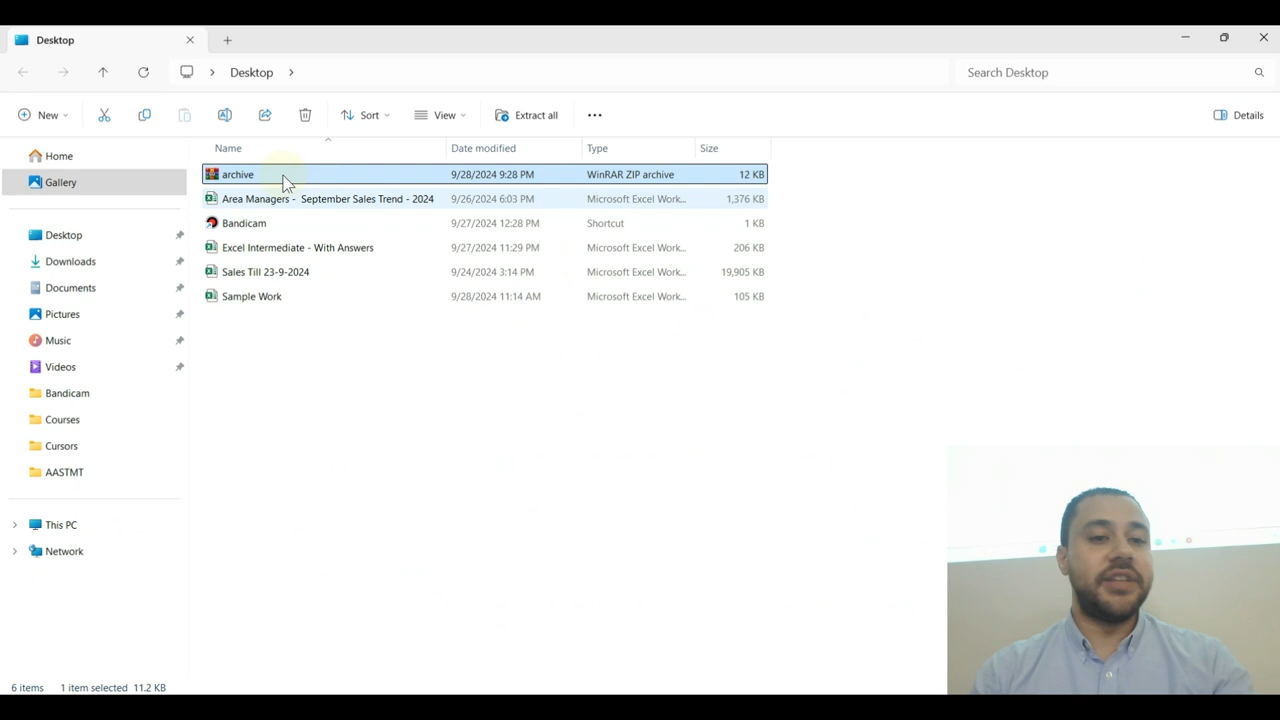 Desktop
Desktop
Search Desktop
New
Sort
View
Extract all
Details
Name Date modified Type Size
archive 9/28/2024 9:28 PM WinRAR ZIP archive 12 KB
Area Managers - September Sales Trend - 2024 9/26/2024 6:03 PM Microsoft Excel Work... 1,376 KB
Bandicam 9/27/2024 12:28 PM Shortcut 1 KB
Excel Intermediate - With Answers 9/27/2024 11:29 PM Microsoft Excel Work... 206 KB
Sales Till 23-9-2024 9/24/2024 3:14 PM Microsoft Excel Work... 19,905 KB
Sample Work 9/28/2024 11:14 AM Microsoft Excel Work... 105 KB
Home
Gallery
Desktop
Downloads
Documents
Pictures
Music
Videos
Bandicam
Courses
Cursors
AASTMT
This PC
Network
6 items 1 item selected 11.2 KB